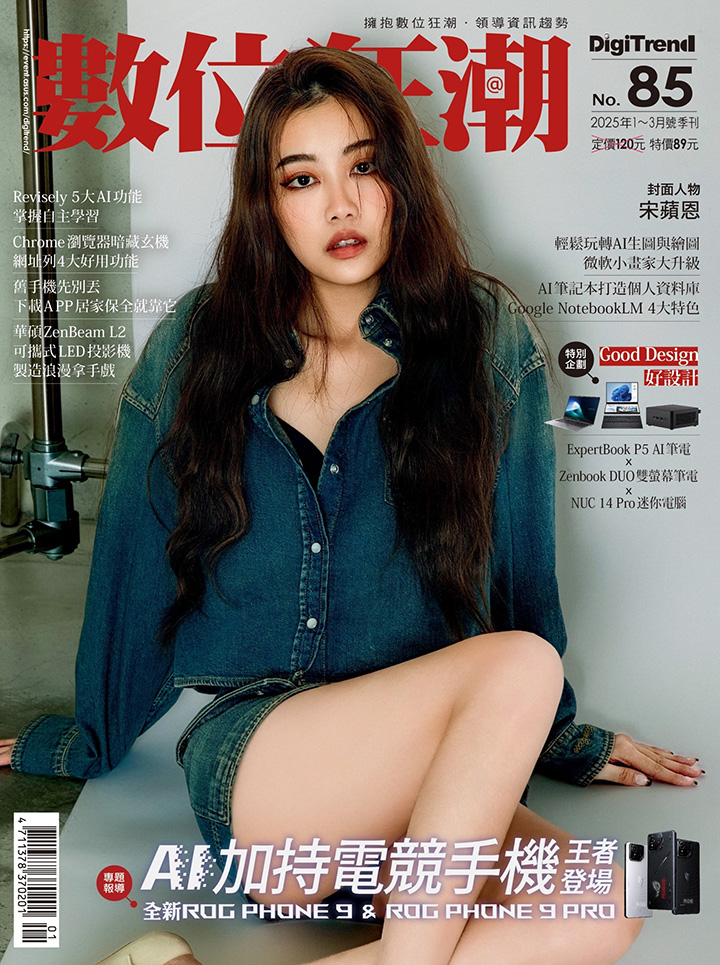 https://event.asus.com/digitrend/
擁抱數位狂潮・領導資訊趨勢
數位狂潮
@
DigiTrend
No. 85
2025年1～3月號季刊
定價120元 特價89元
封面人物
宋蘋恩
Revisely 5大AI功能
掌握自主學習
Chrome瀏覽器暗藏玄機
網址列4大好用功能
舊手機先別丟
下載APP居家保全就靠它
華碩ZenBeam L2
可攜式LED投影機
製造浪漫拿手戲
輕鬆玩轉AI生圖與繪圖
微軟小畫家大升級
AI筆記本打造個人資料庫
Google NotebookLM 4大特色
特別
企劃
Good Design
好設計
ExpertBook P5 AI筆電
x
Zenbook DUO雙螢幕筆電
x
NUC 14 Pro迷你電腦
專題
報導
AI加持電競手機
王者
登場
全新ROG PHONE 9 & ROG PHONE 9 PRO
4711378370201
01